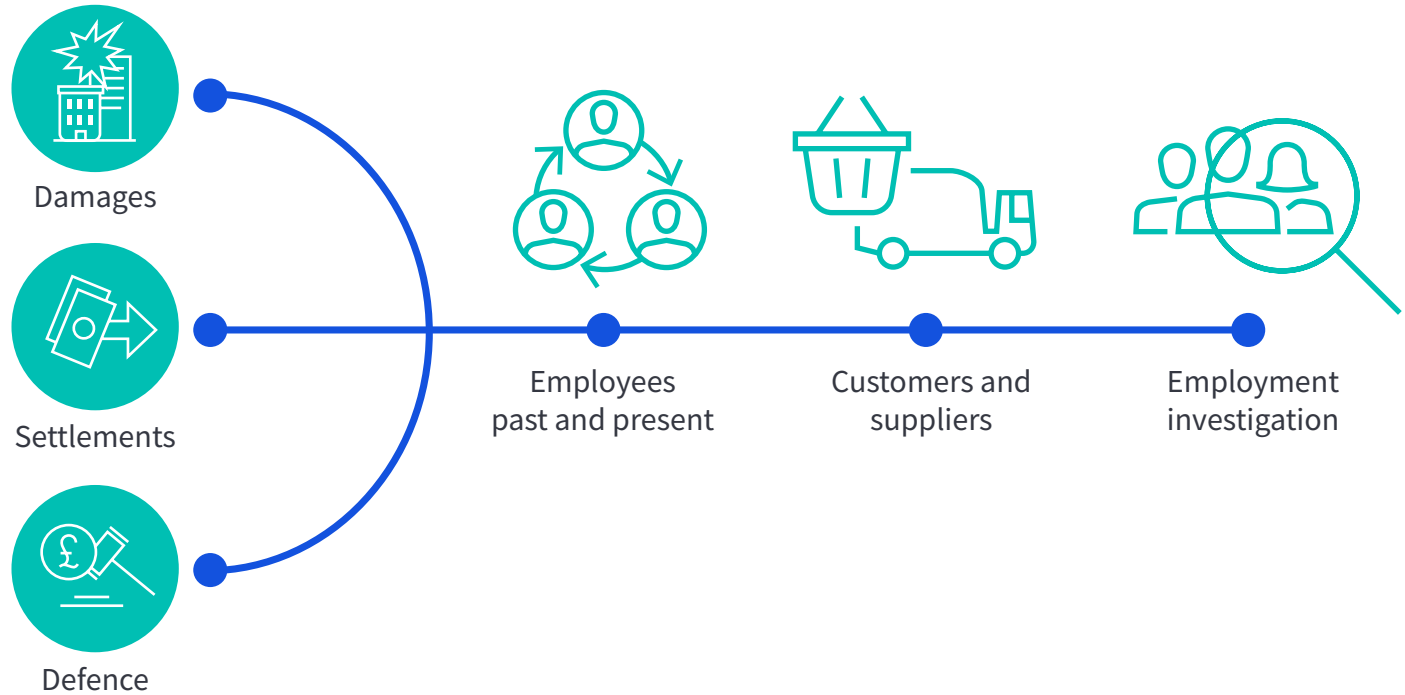 Damages
Settlements
Defence
£
Employees
past and present
Customers and
suppliers
Employment
investigation